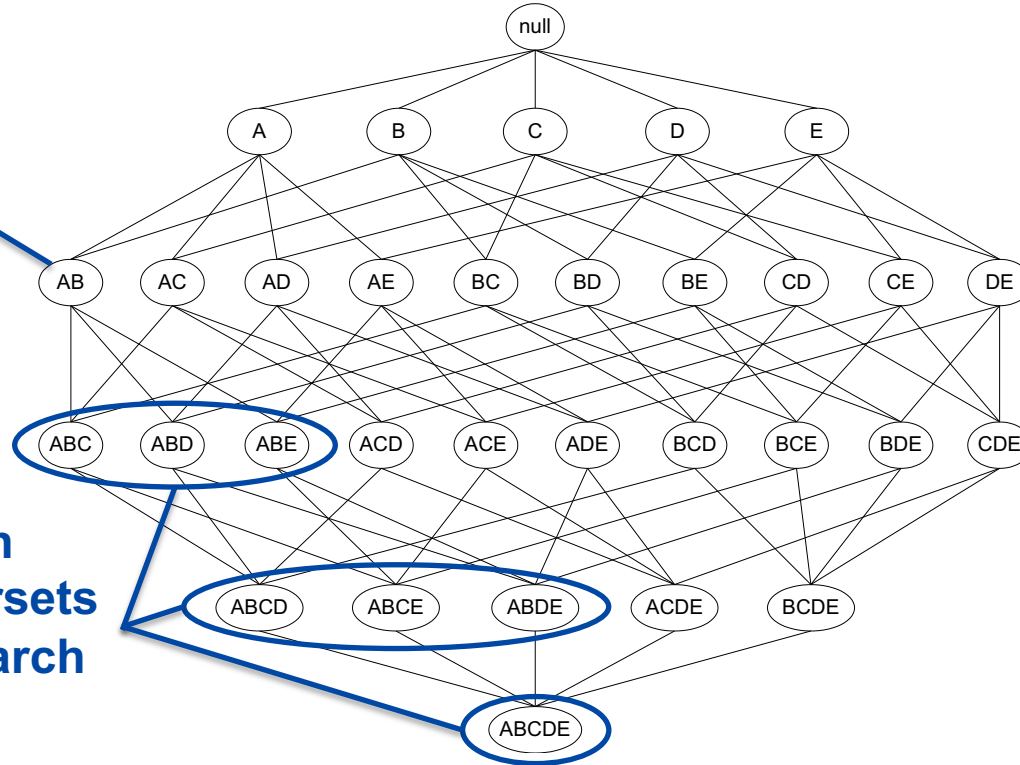 null
A B C D E
AB AC AD AE BC BD BE CD CE DE
ABC ABD ABE ACD ACE ADE BCD BCE BDE CDE
rsets
ABCD ABCE ABDE ACDE BCDE
arch
ABCDE